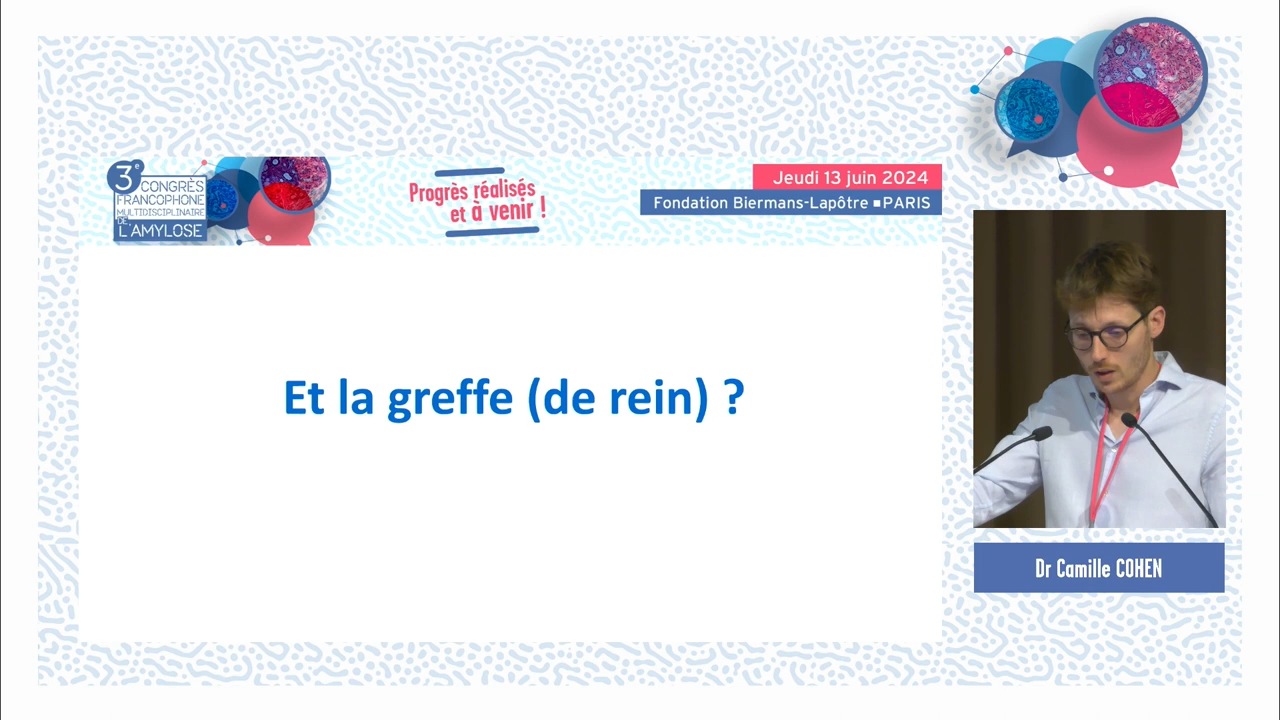 3e
CONGRÈS
FRANCOPHONE
MULTIDISCIPLINAIRE
DE
L'AMYLOSE
Progrès réalisés
et à venir !
Jeudi 13 juin 2024
Fondation Biermans-Lapôtre ■ PARIS
Et la greffe (de rein) ?
Dr Camille COHEN